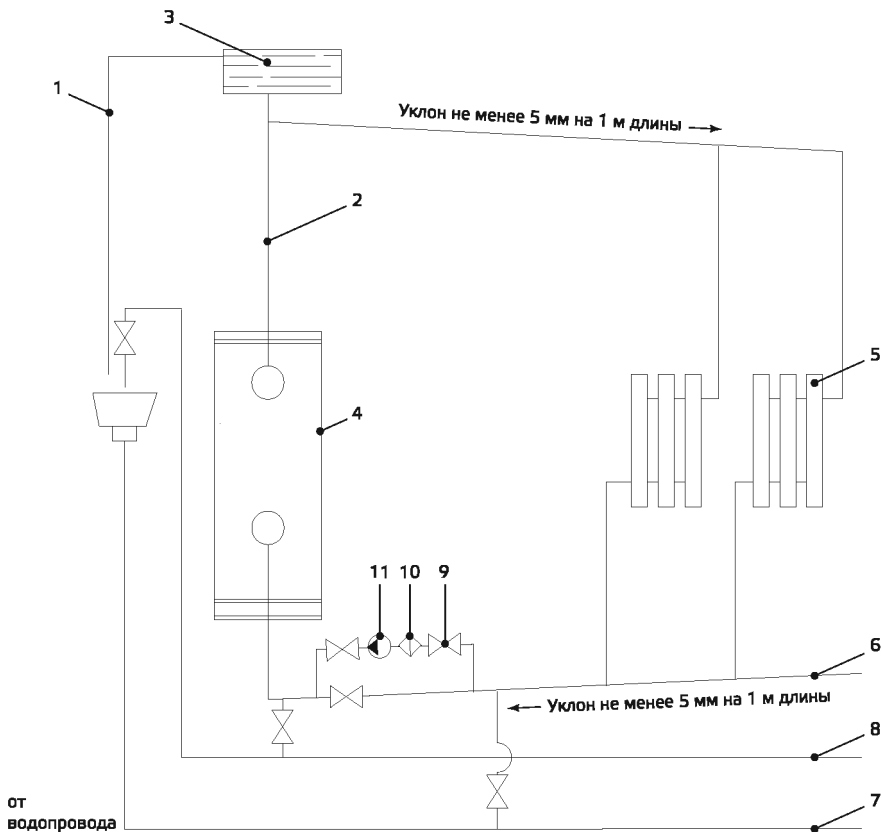 3
1
Уклон не менее 5 мм на 1 м длины
2
5
4
11 10 9
6
Уклон не менее 5 мм на 1 м длины
8
от
водопровода
7